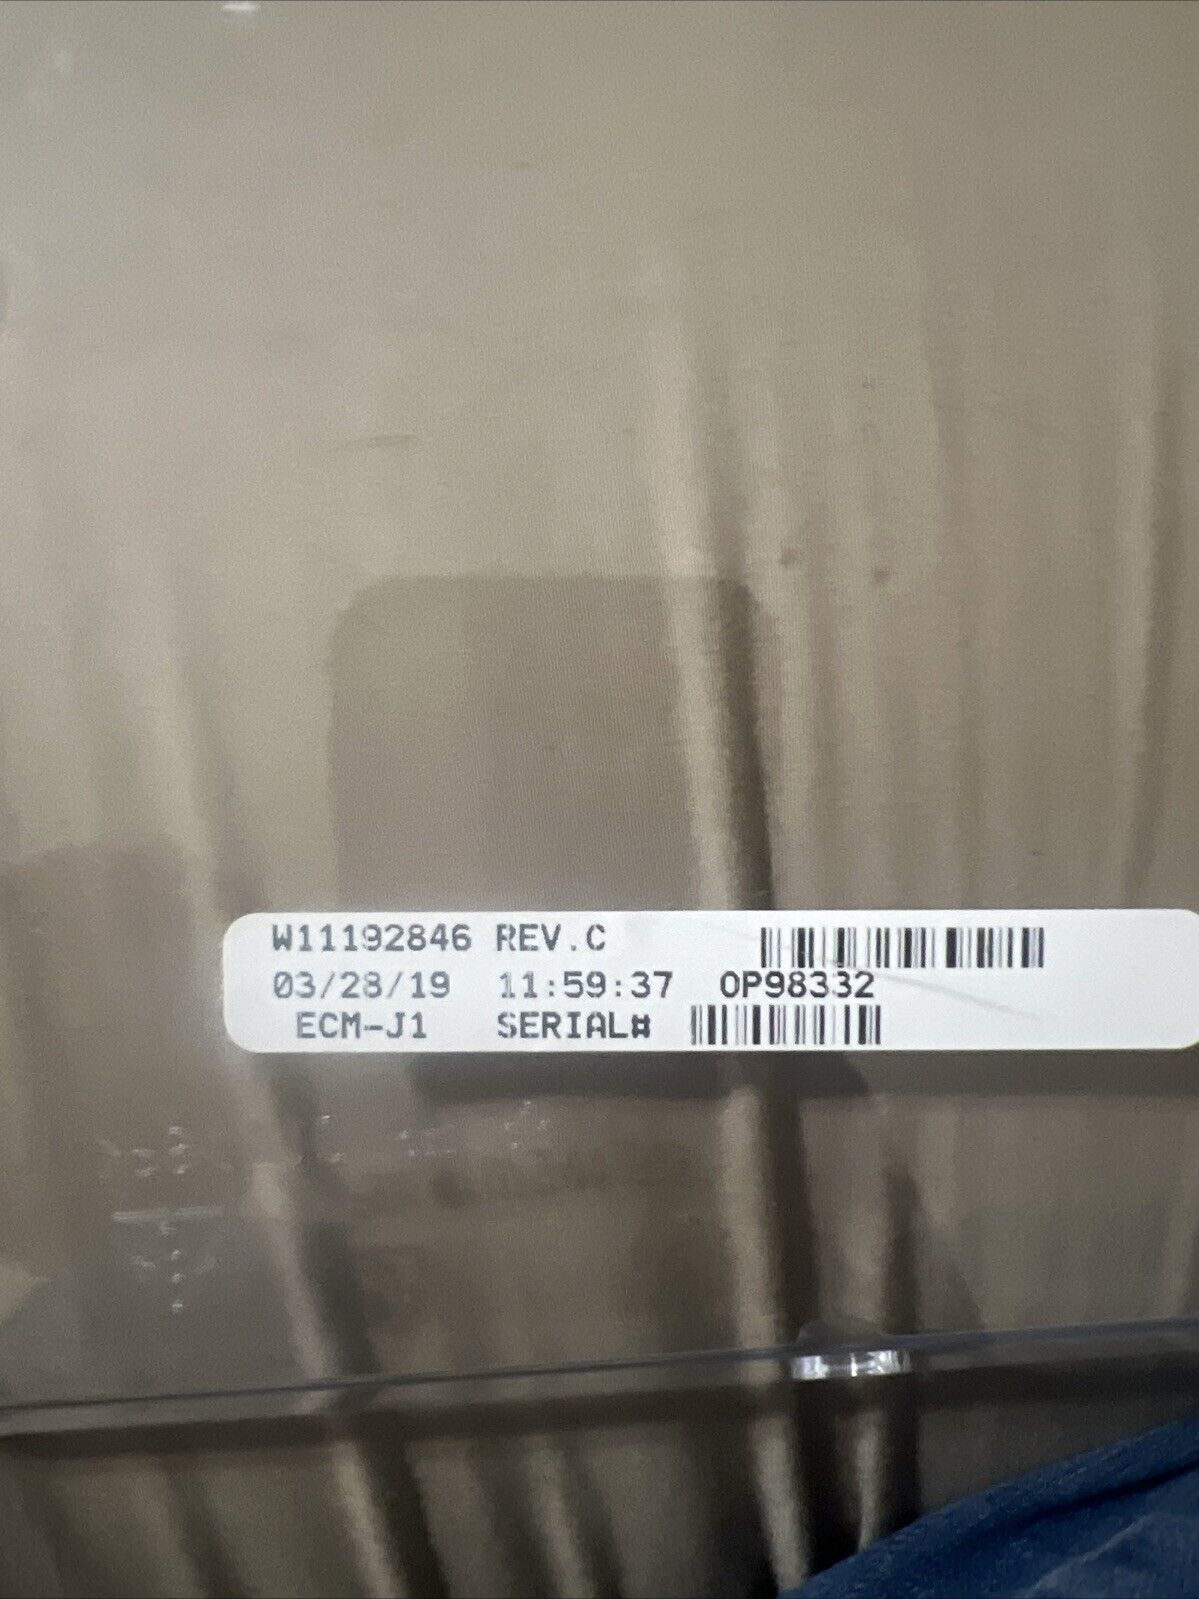 W11192846 REV.C
03/28/19 11:59:37 OP98332
ECM-J1 SERIAL#